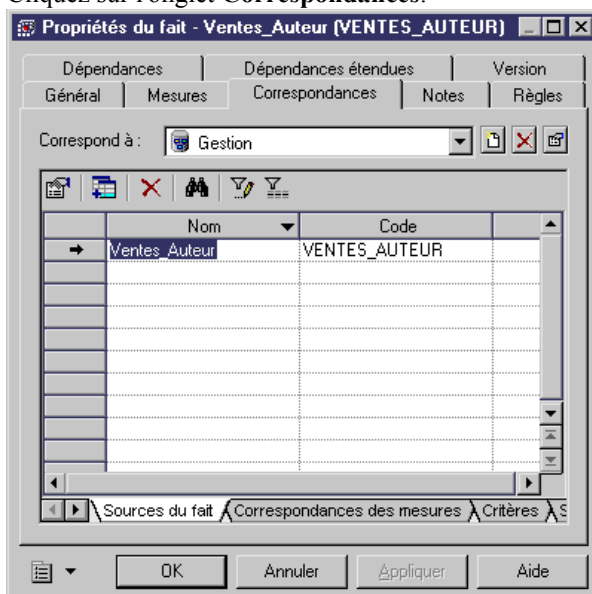 Cliquez sur l'onglet Correspondances.
Propriétés du fait - Ventes_Auteur (VENTES_AUTEUR)
Dépendances Dépendances étendues Version
Général Mesures Correspondances Notes Règles
Correspond à : Gestion
Nom Code
Ventes_Auteur VENTES_AUTEUR
Sources du fait Correspondances des mesures Critères
OK Annuler Appliquer Aide